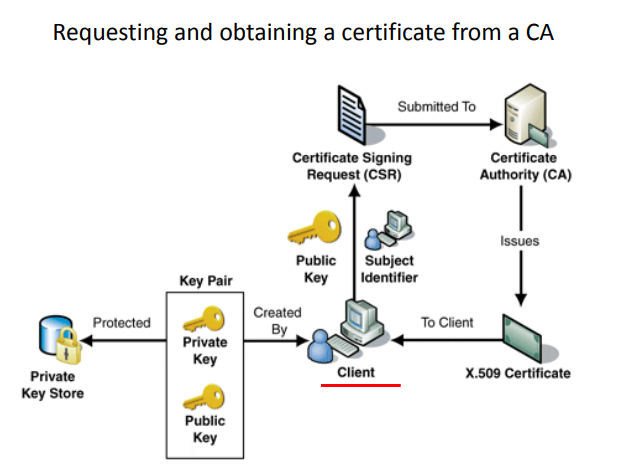 Requesting and obtaining a certificate from a CA
Submitted To
Certificate Signing
Request (CSR)
Certificate
Authority (CA)
Issues
Public
Key
Subject
Identifier
Key Pair
Created
By
Protected
Private
Key
To Client
Private
Key Store
Client
X.509 Certificate
Public
Key